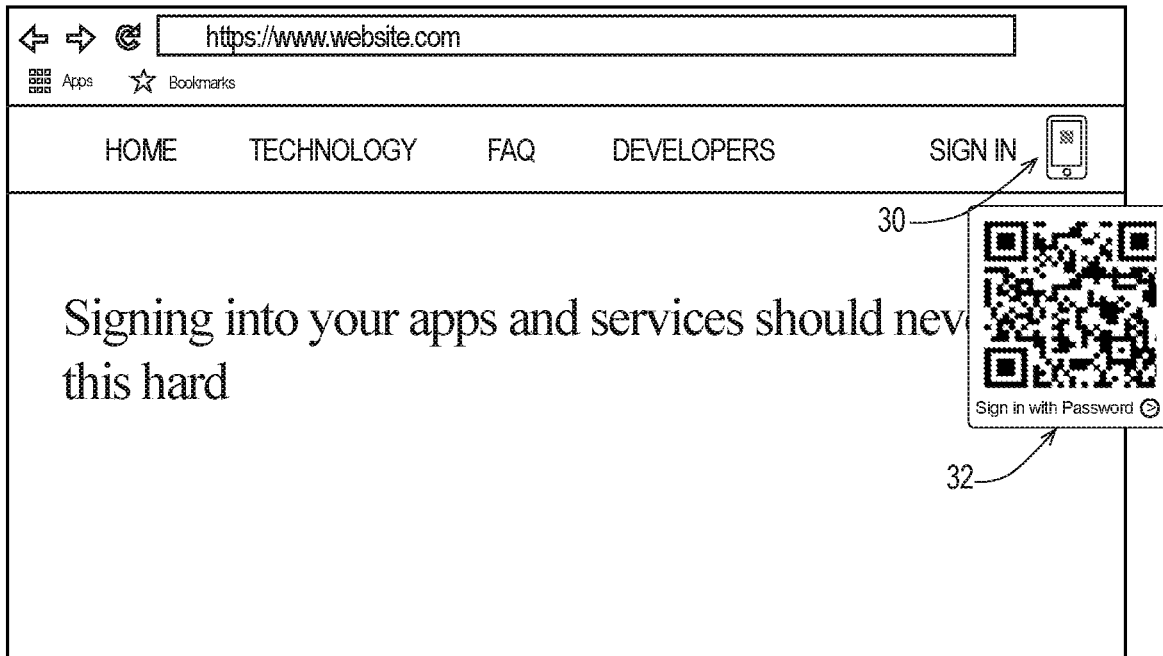 https://www.website.com
Apps Bookmarks
HOME TECHNOLOGY FAQ DEVELOPERS SIGN IN
30
Signing into your apps and services should nev
this hard
Sign in with Password
32